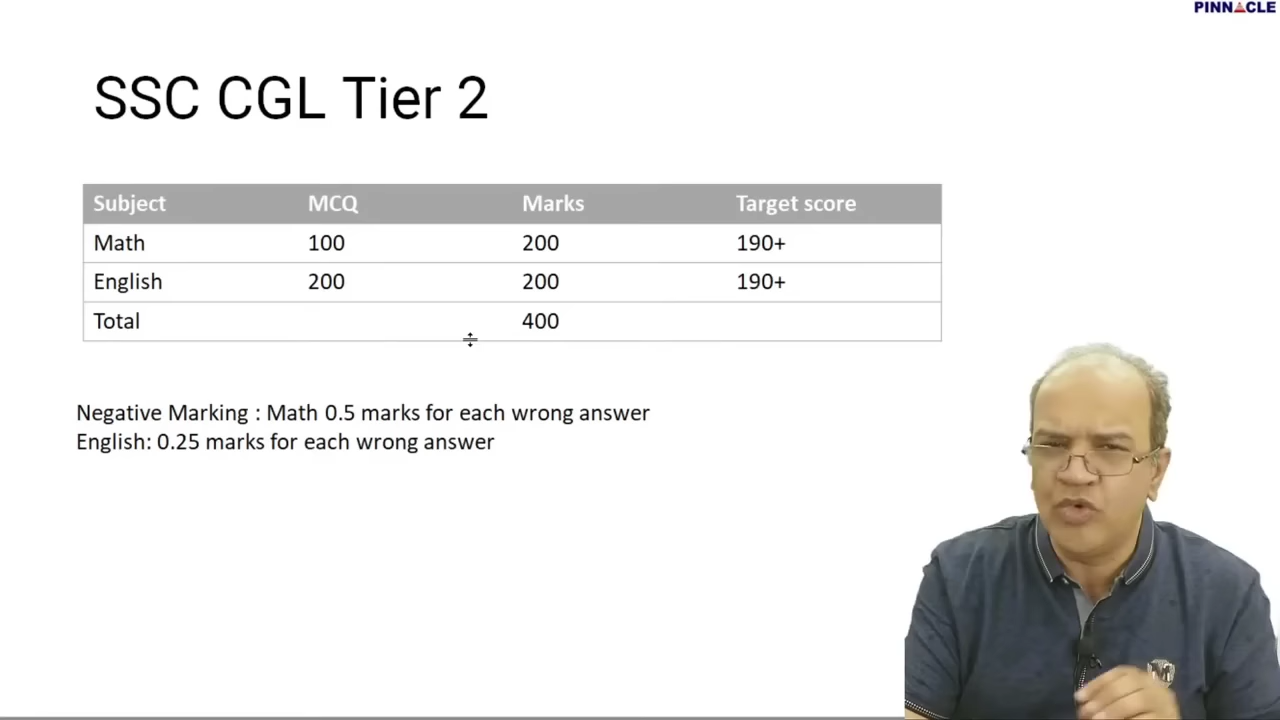 PINNACLE
SSC CGL Tier 2
Subject MCQ Marks Target score
Math 100 200 190+
English 200 200 190+
Total 400
Negative Marking : Math 0.5 marks for each wrong answer
English: 0.25 marks for each wrong answer
M